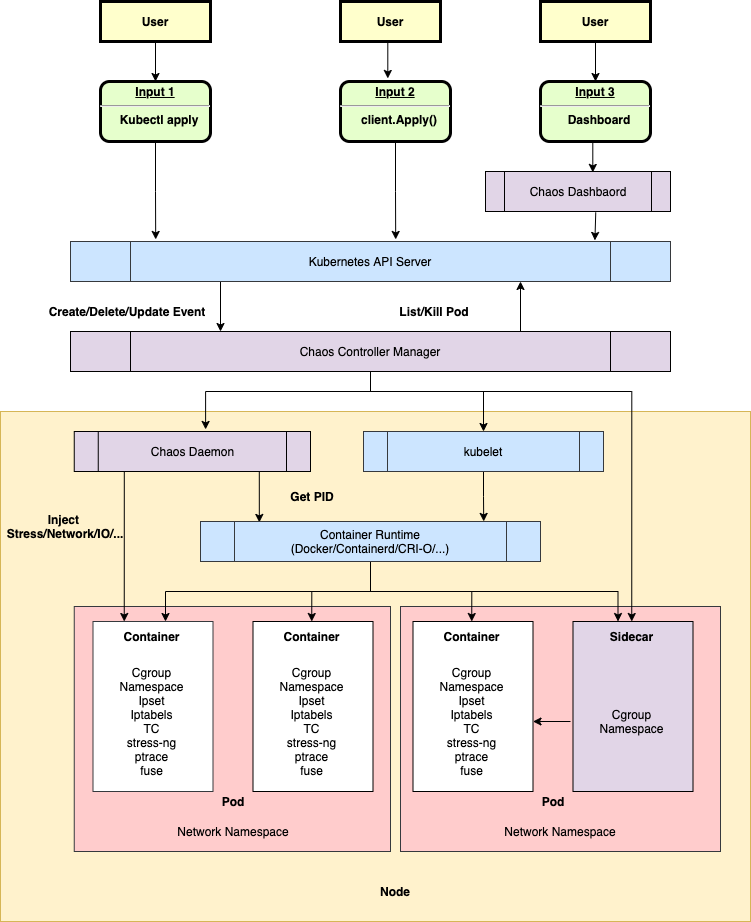 User
User
User
Input 1
Kubectl apply
Input 2
client.Apply()
Input 3
Dashboard
Chaos Dashbaord
Kubernetes API Server
Create/Delete/Update Event
List/Kill Pod
Chaos Controller Manager
Chaos Daemon
kubelet
Get PID
Inject
Stress/Network/IO/...
Container Runtime
(Docker/Containerd/CRI-O/...)
Container
Cgroup
Namespace
Ipset
Iptabels
TC
stress-ng
ptrace
fuse
Container
Cgroup
Namespace
Ipset
Iptabels
TC
stress-ng
ptrace
fuse
Pod
Network Namespace
Container
Cgroup
Namespace
Ipset
Iptabels
TC
stress-ng
ptrace
fuse
Sidecar
Cgroup
Namespace
Pod
Network Namespace
Node